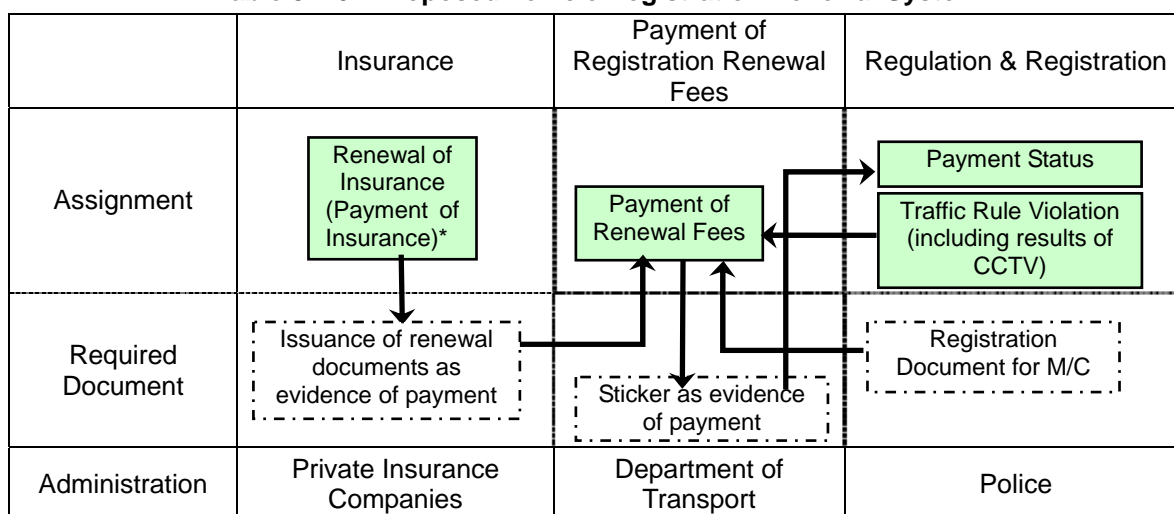 Insurance
Payment of
Registration Renewal
Fees
Regulation & Registration
Assignment
Renewal of
Insurance
(Payment of
Insurance)*
Payment of
Renewal Fees
Payment Status
Traffic Rule Violation
(including results of
CCTV)
Required
Document
Issuance of renewal
documents as
evidence of payment
Sticker as evidence
of payment
Registration
Document for M/C
Administration
Private Insurance
Companies
Department of
Transport
Police